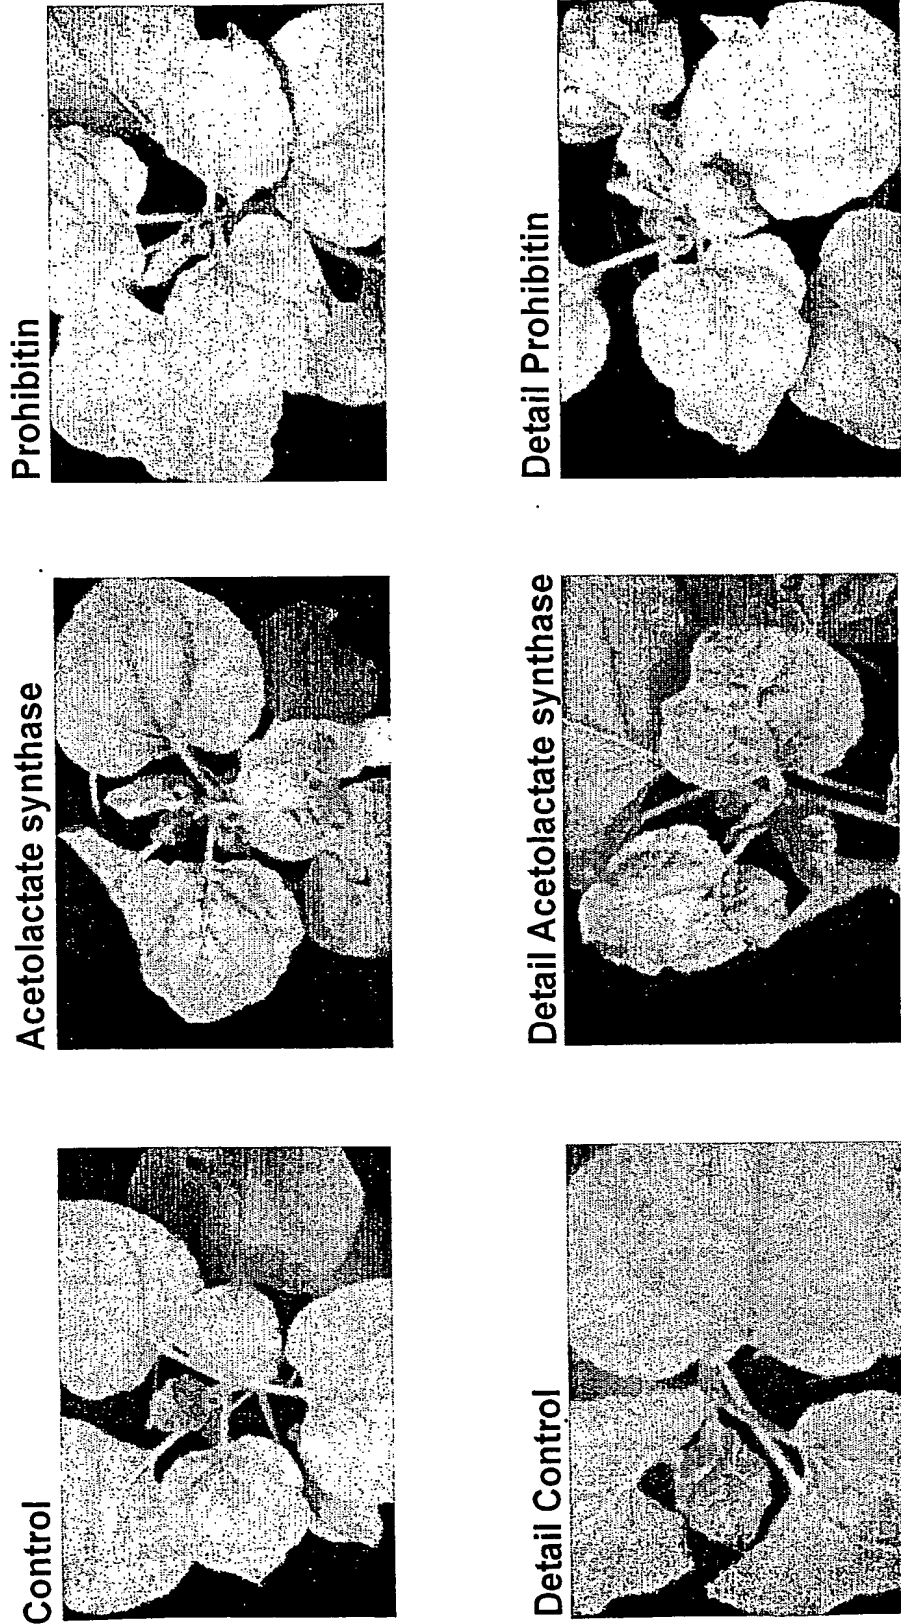 Control
Acetolactate synthase
Prohibitin
Detail Control
Detail Acetolactate synthase
Detail Prohibitin